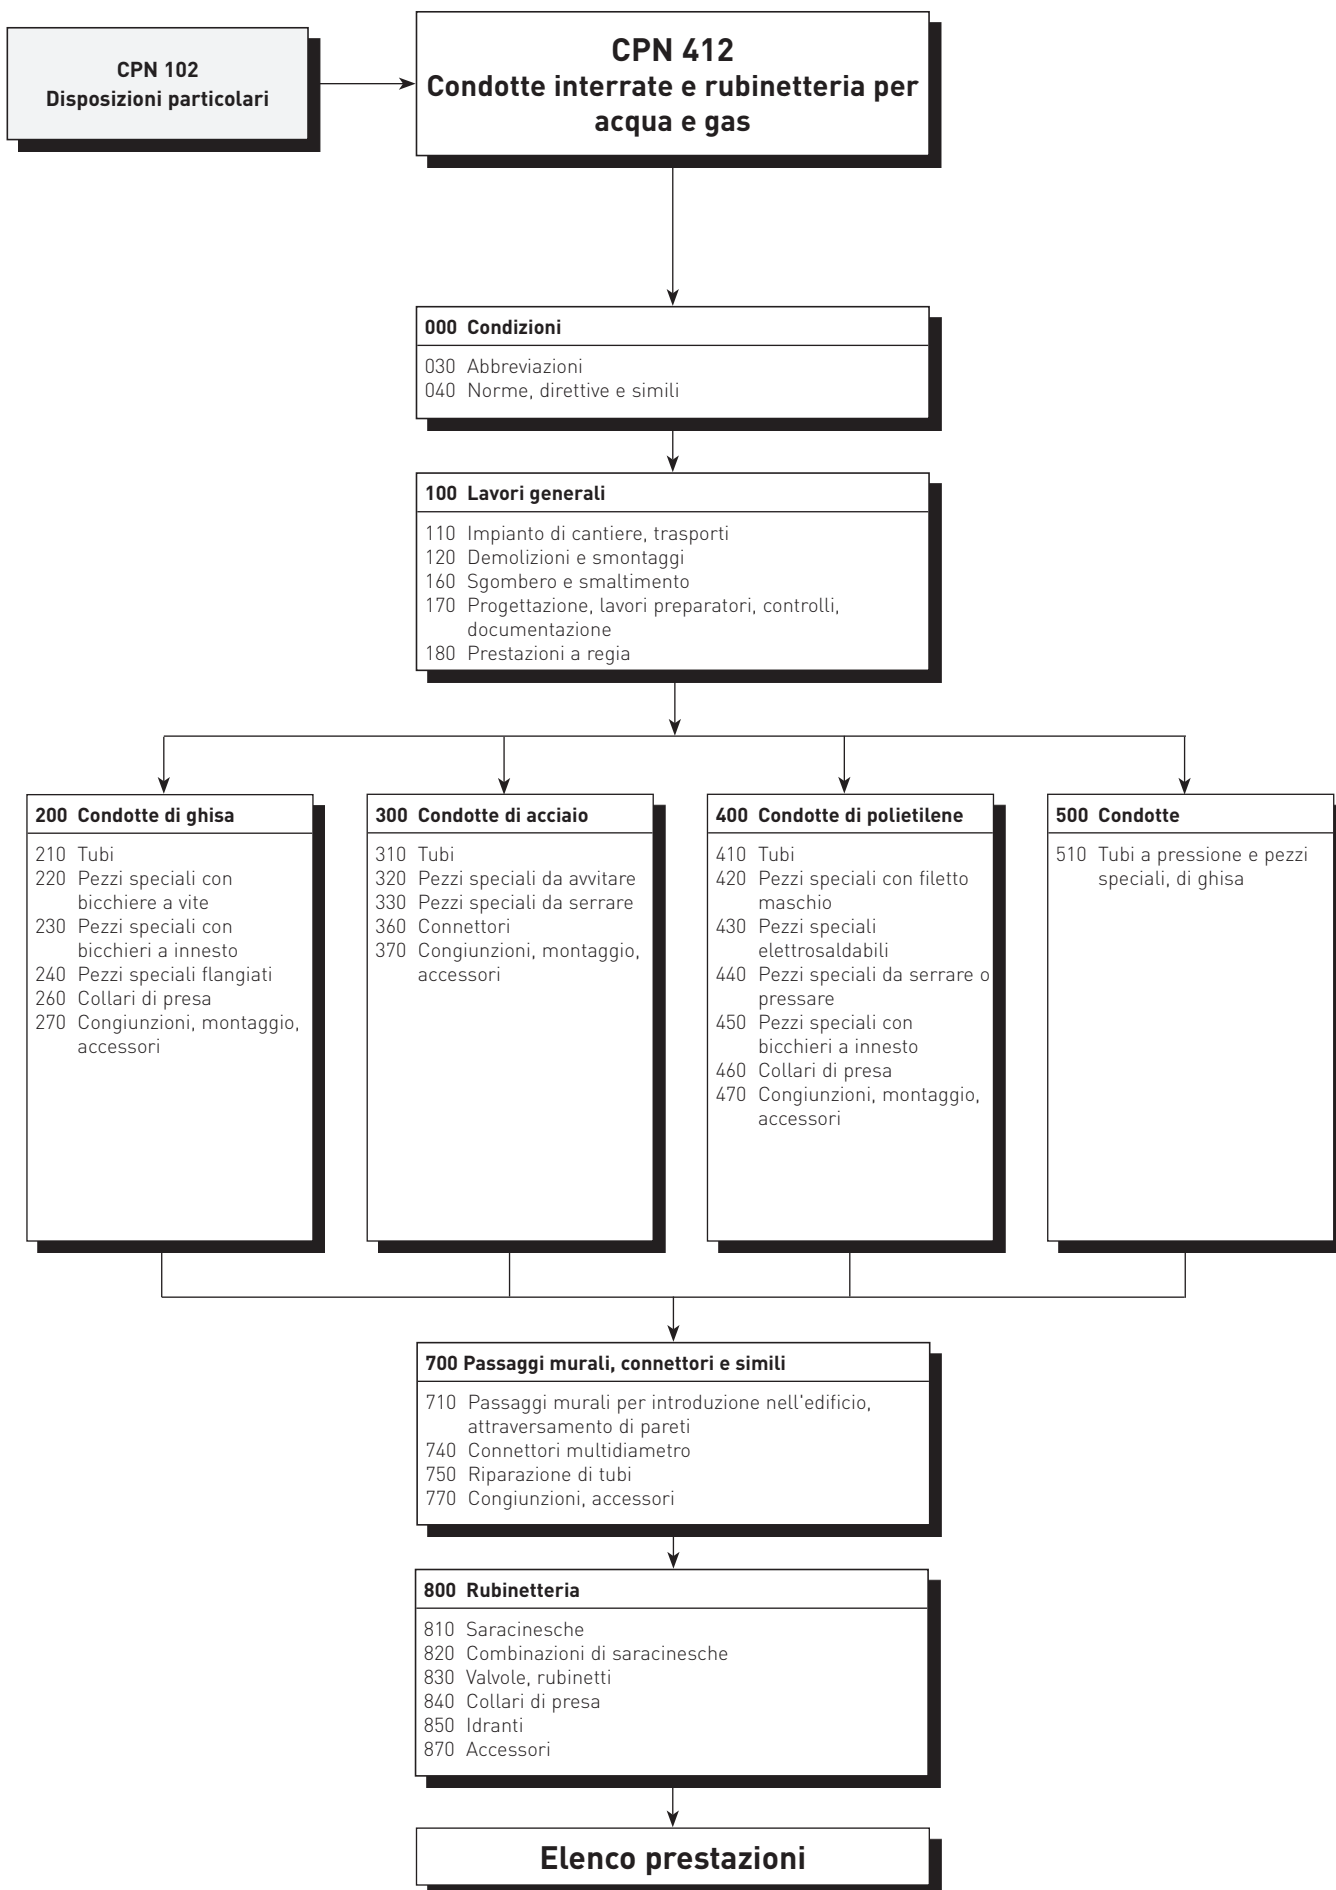 CPN 102
Disposizioni particolari
CPN 412
Condotte interrate e rubinetteria per
acqua e gas
000 Condizioni
030 Abbreviazioni
040 Norme, direttive e simili
100 Lavori generali
110 Impianto di cantiere, trasporti
120 Demolizioni e smontaggi
160 Sgombero e smaltimento
170 Progettazione, lavori preparatori, controlli,
documentazione
180 Prestazioni a regia
200 Condotte di ghisa
210 Tubi
220 Pezzi speciali con
bicchiere a vite
230 Pezzi speciali con
bicchieri a innesto
240 Pezzi speciali flangiati
260 Collari di presa
270 Congiunzioni, montaggio,
accessori
300 Condotte di acciaio
310 Tubi
320 Pezzi speciali da avvitare
330 Pezzi speciali da serrare
360 Connettori
370 Congiunzioni, montaggio,
accessori
400 Condotte di polietilene
410 Tubi
420 Pezzi speciali con filetto
maschio
430 Pezzi speciali
elettrosaldabili
440 Pezzi speciali da serrare o
pressare
450 Pezzi speciali con
bicchieri a innesto
460 Collari di presa
470 Congiunzioni, montaggio,
accessori
500 Condotte
510 Tubi a pressione e pezzi
speciali, di ghisa
700 Passaggi murali, connettori e simili
710 Passaggi murali per introduzione nell'edificio,
attraversamento di pareti
740 Connettori multidiametro
750 Riparazione di tubi
770 Congiunzioni, accessori
800 Rubinetteria
810 Saracinesche
820 Combinazioni di saracinesche
830 Valvole, rubinetti
840 Collari di presa
850 Idranti
870 Accessori
Elenco prestazioni